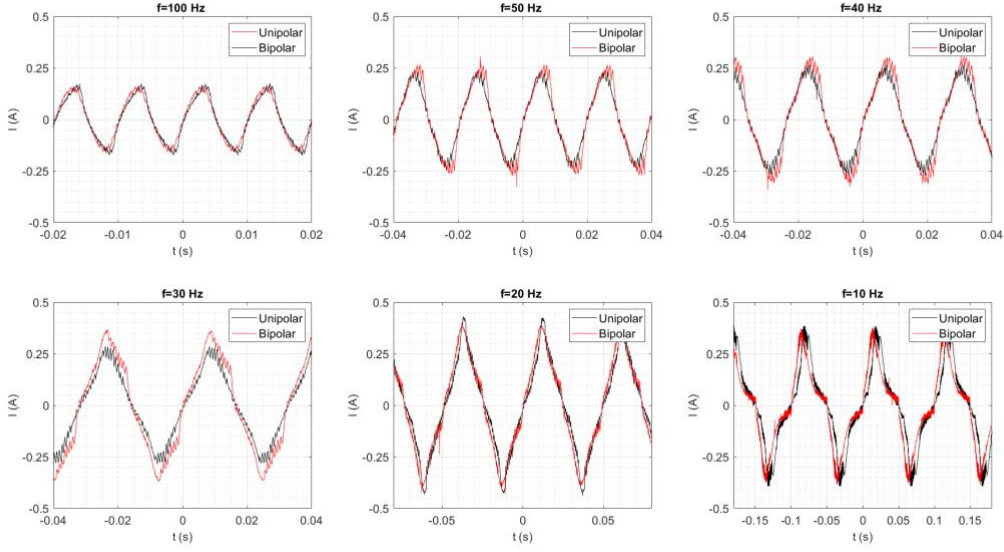 f=100 Hz
0.5
0.25
0
-0.25
-0.5
I (A)
Unipolar
Bipolar
-0.02 -0.01 0 0.01 0.02
t (s)
f=50 Hz
0.5
0.25
0
-0.25
-0.5
I (A)
Unipolar
Bipolar
-0.04 -0.02 0 0.02 0.04
t (s)
f=40 Hz
0.5
0.25
0
-0.25
-0.5
I (A)
Unipolar
Bipolar
-0.04 -0.02 0 0.02 0.04
t (s)
f=30 Hz
0.5
0.25
0
-0.25
-0.5
I (A)
Unipolar
Bipolar
-0.04 -0.02 0 0.02 0.04
t (s)
f=20 Hz
0.5
0.25
0
-0.25
-0.5
I (A)
Unipolar
Bipolar
-0.05 0 0.05
t (s)
f=10 Hz
0.5
0.25
0
-0.25
-0.5
I (A)
Unipolar
Bipolar
-0.15 -0.1 -0.05 0 0.05 0.1 0.15
t (s)